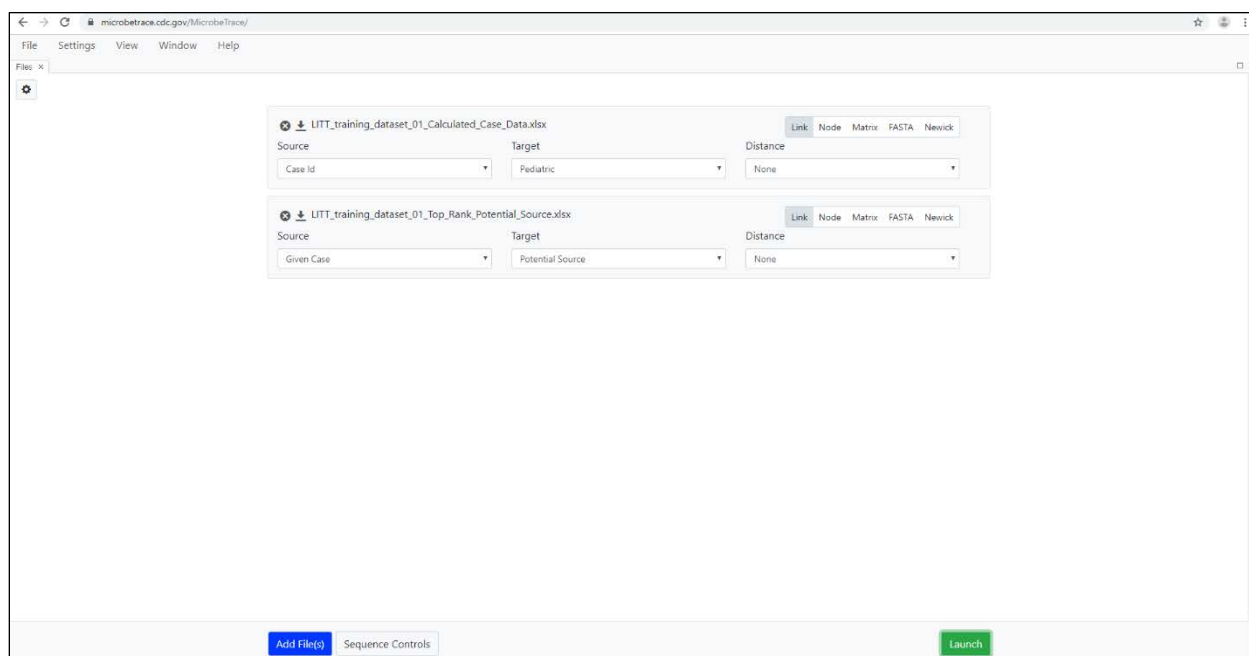 microbetrace.cdc.gov/MicrobeTrace/
File Settings View Window Help
Files ×
LITT_training_dataset_01_Calculated_Case_Data.xlsx
Link Node Matrix FASTA Newick
Source Target Distance
Case Id Pediatric None
LITT_training_dataset_01_Top_Rank_Potential_Source.xlsx
Link Node Matrix FASTA Newick
Source Target Distance
Given Case Potential Source None
Add File(s) Sequence Controls Launch